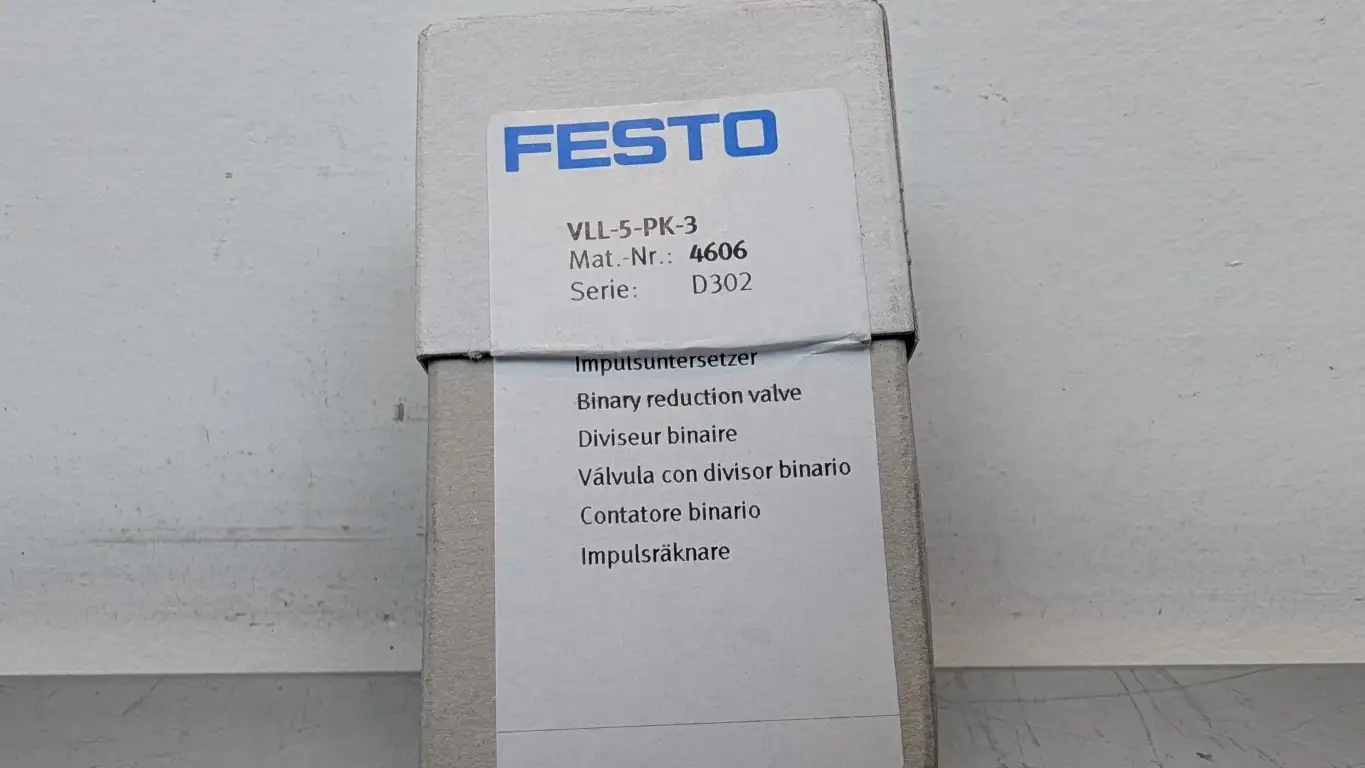 FESTO
VLL-5-PK-3
Mat.-Nr.: 4606
Serie: D302
Impulsuntersetzer
Binary reduction valve
Diviseur binaire
Válvula con divisor binario
Contatore binario
Impulsräknare